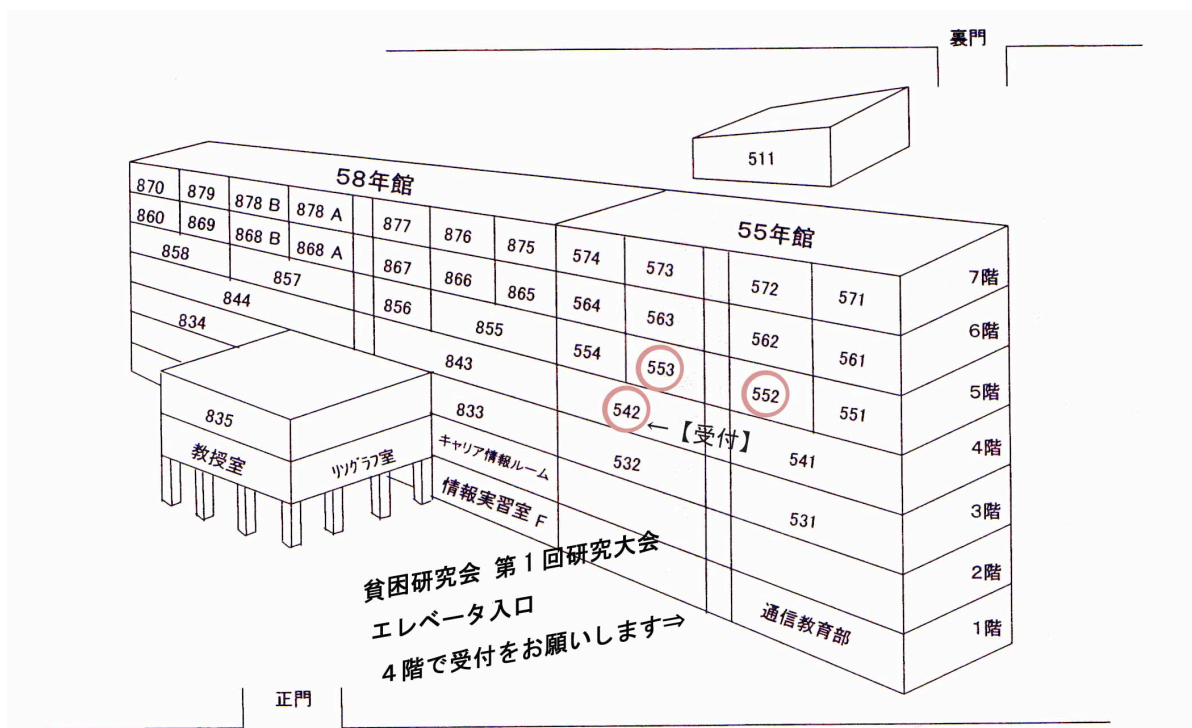 裏門
511
58年館
55年館
870 879 878 B 878 A 877 876 875 574 573 572 571 7階
860 869 868 B 868 A 867 866 865 564 563 562 561 6階
858 857 856 855 554 553 552 551 5階
844 843 542 ←【受付】 541 4階
834 835 833 532 531 3階
教授室 リソグラフ室 キャリア情報ルーム 2階
情報実習室 F 通信教育部 1階
貧困研究会 第1回研究大会
エレベータ入口
4階で受付をお願いします⇒
正門